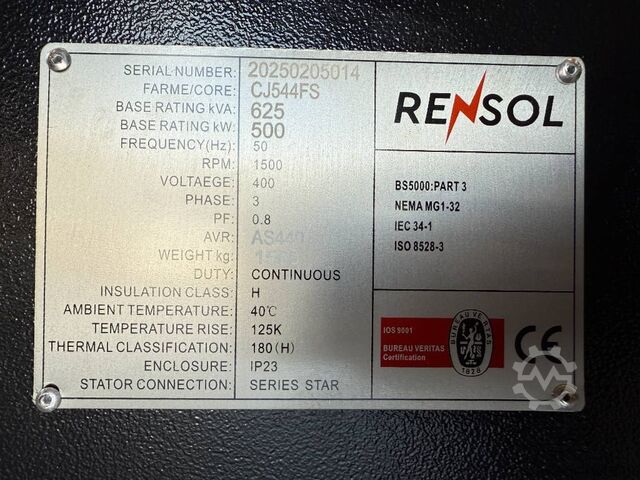 SERIAL NUMBER: 20250205014
FARME/CORE: CJ544FS
BASE RATING kVA: 625
BASE RATING kW: 500
FREQUENCY(Hz): 50
RPM: 1500
VOLTAEGE: 400
PHASE: 3
PF: 0.8
AVR: AS440
WEIGHT kg:
DUTY: CONTINUOUS
INSULATION CLASS: H
AMBIENT TEMPERATURE: 40℃
TEMPERATURE RISE: 125K
THERMAL CLASSIFICATION: 180(H)
ENCLOSURE: IP23
STATOR CONNECTION: SERIES STAR
RENSOL
BS5000:PART 3
NEMA MG1-32
IEC 34-1
ISO 8528-3
IOS 9001
BUREAU VERITAS
Certification
BUREAU VERITAS
1828
CE